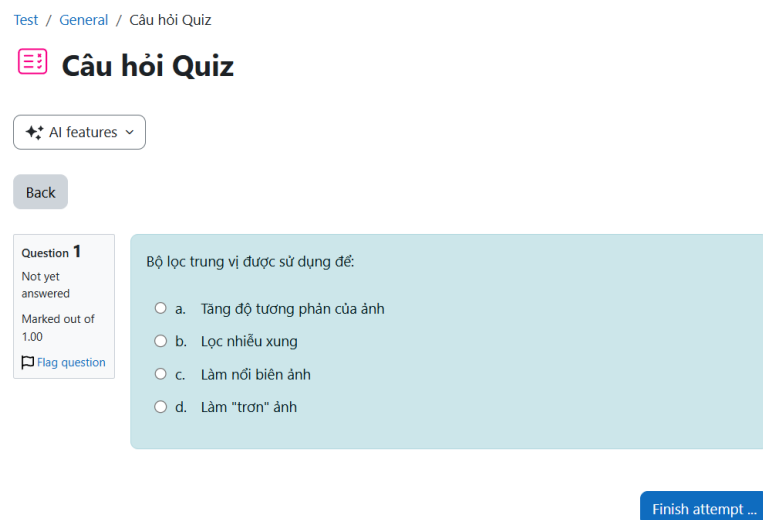 Test / General / Câu hỏi Quiz
Câu hỏi Quiz
AI features
Back
Question 1
Not yet
answered
Marked out of
1.00
Flag question
Bộ lọc trung vị được sử dụng để:
a. Tăng độ tương phản của ảnh
b. Lọc nhiễu xung
c. Làm nổi biên ảnh
d. Làm "trơn" ảnh
Finish attempt ...